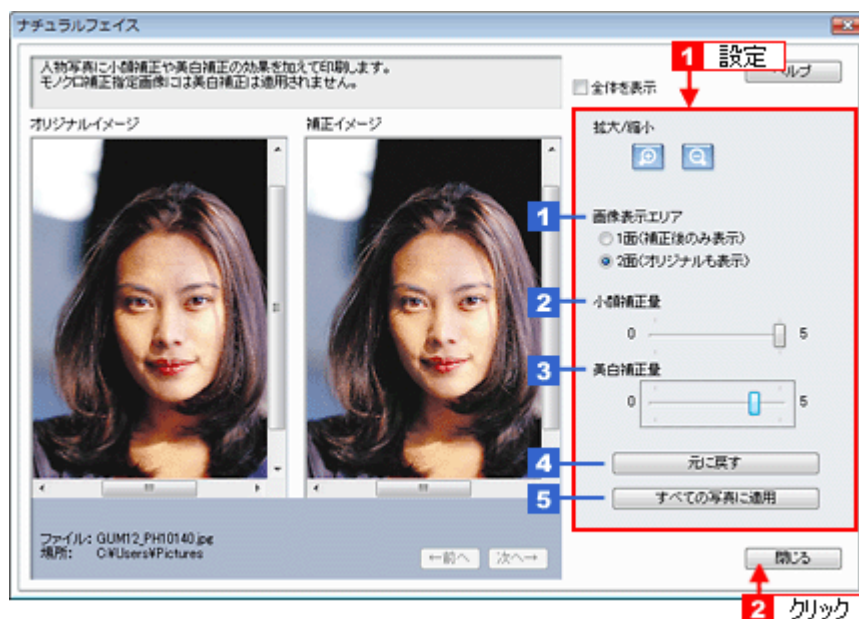 ナチュラルフェイス
人物写真に小顔補正や美白補正の効果を加えて印刷します。
モノクロ補正指定画像には美白補正は適用されません。
1 設定
ヘルプ
全体を表示
オリジナルイメージ
補正イメージ
拡大/縮小
1 画像表示エリア
1面(補正後のみ表示)
2面(オリジナルも表示)
2 小顔補正量
0 5
3 美白補正量
0 5
4 元に戻す
5 すべての写真に適用
ファイル: GUM12_PH10140.jpg
場所: C:¥Users¥Pictures
←前へ 次へ→
閉じる
2 クリック